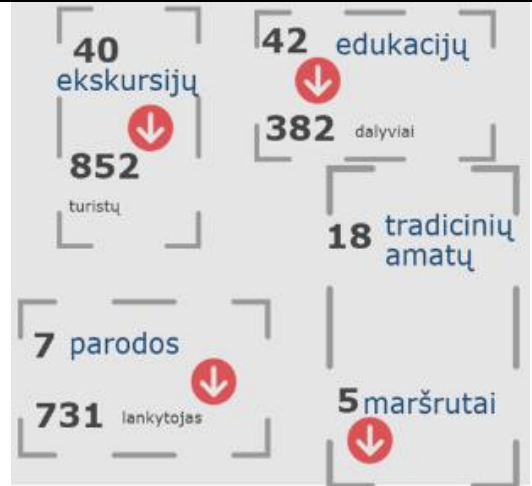 40
ekskursijų
852
turistų
42 edukacijų
382 dalyviai
18 tradicinių
amatų
5 maršrutai
7 parodos
731 lankytojas